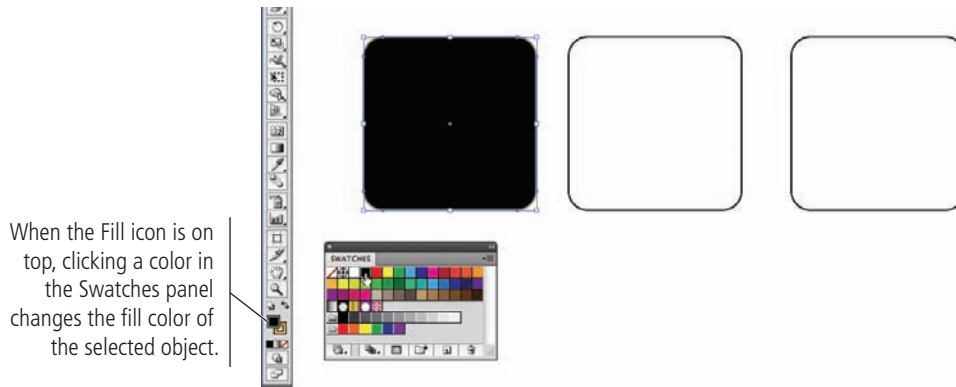 When the Fill icon is on
top, clicking a color in
the Swatches panel
changes the fill color of
the selected object.
SWATCHES